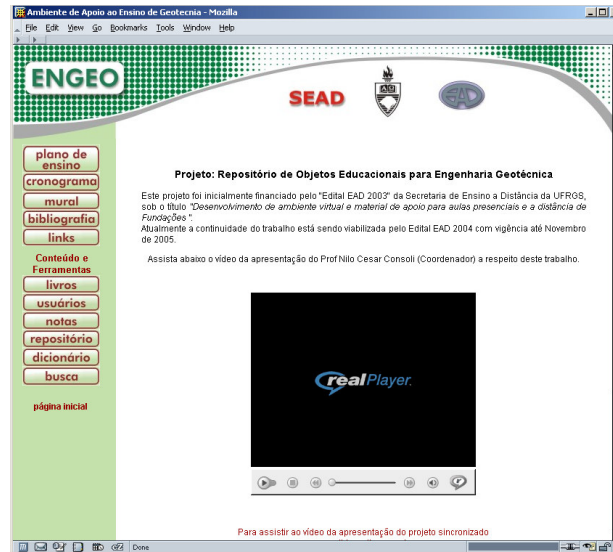 Ambiente de Apoio ao Ensino de Geotecnia - Mozilla
File Edit View Go Bookmarks Tools Window Help
ENGEO
SEAD
plano de
ensino
cronograma
mural
bibliografia
links
Conteúdo e
Ferramentas
livros
usuários
notas
repositório
dicionário
busca
página inicial
Projeto: Repositório de Objetos Educacionais para Engenharia Geotécnica
Este projeto foi inicialmente financiado pelo "Edital EAD 2003" da Secretaria de Ensino a Distância da UFRGS,
sob o título "Desenvolvimento de ambiente virtual e material de apoio para aulas presenciais e a distância de
Fundações ".
Atualmente a continuidade do trabalho está sendo viabilizada pelo Edital EAD 2004 com vigência até Novembro
de 2005.
Assista abaixo o vídeo da apresentação do Prof Nilo Cesar Consoli (Coordenador) a respeito deste trabalho.
realPlayer.
Para assistir ao vídeo da apresentação do projeto sincronizado
Done